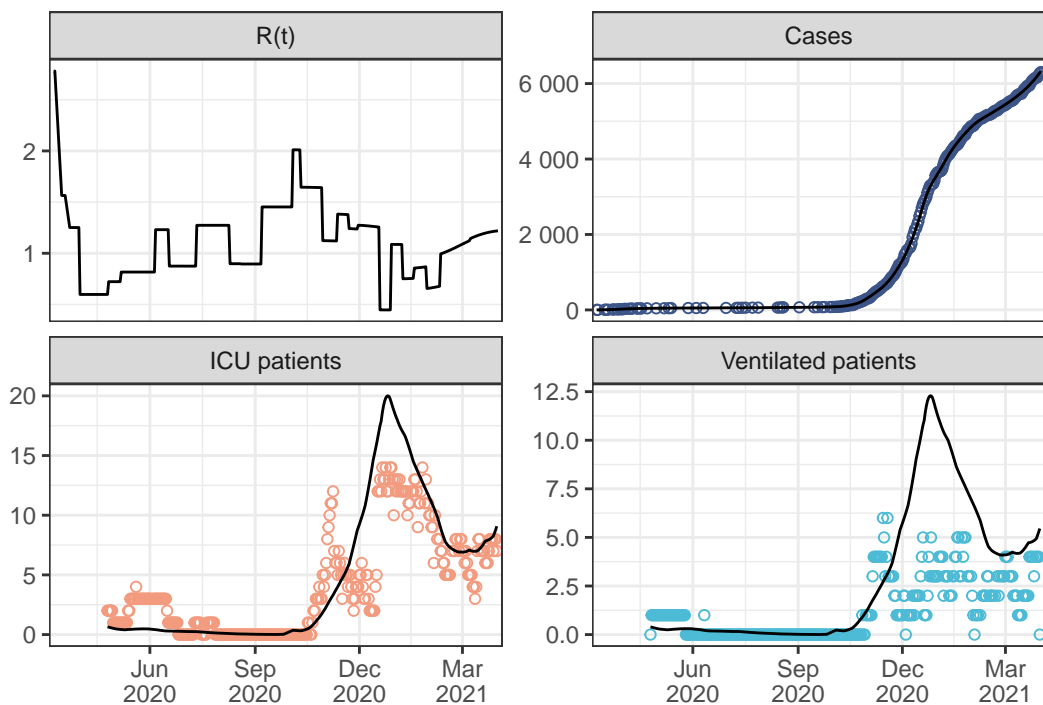 R(t)
Cases
2
1
6 000
4 000
2 000
0
ICU patients
Ventilated patients
20
15
10
5
0
12.5
10.0
7.5
5.0
2.5
0.0
Jun Sep Dec Mar
2020 2020 2020 2021
Jun Sep Dec Mar
2020 2020 2020 2021